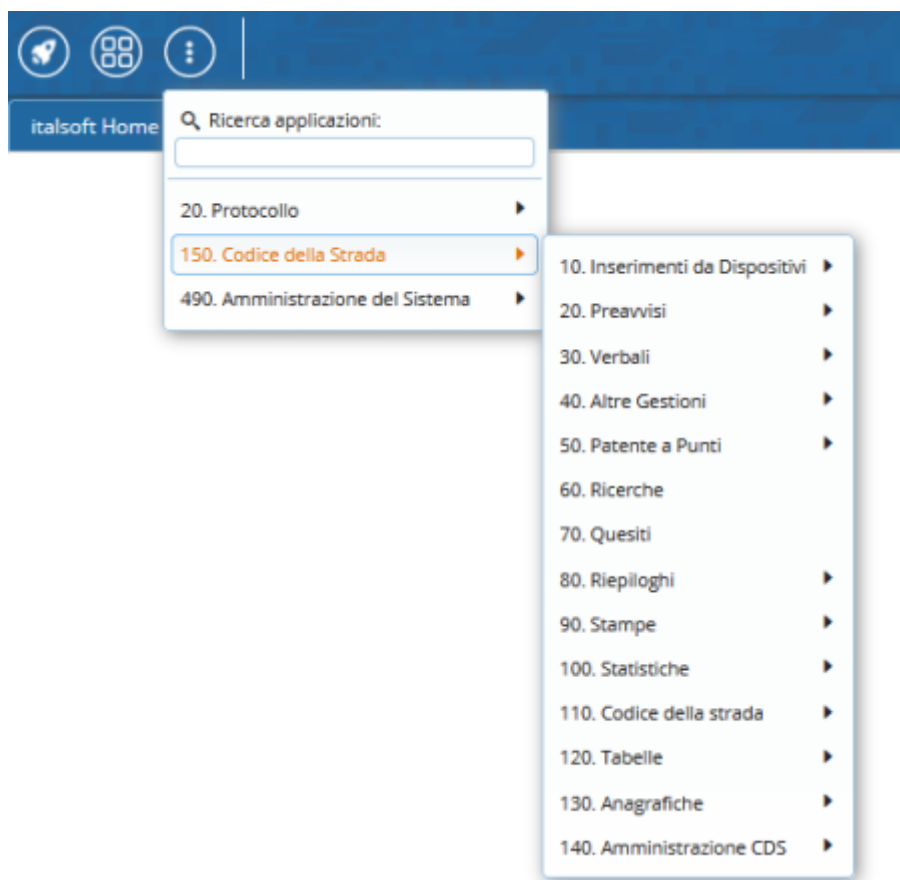 italsoft Home
Ricerca applicazioni:
20. Protocollo
150. Codice della Strada
490. Amministrazione del Sistema
10. Inserimenti da Dispositivi
20. Preavvisi
30. Verbali
40. Altre Gestioni
50. Patente a Punti
60. Ricerche
70. Quesiti
80. Riepiloghi
90. Stampe
100. Statistiche
110. Codice della strada
120. Tabelle
130. Anagrafiche
140. Amministrazione CDS